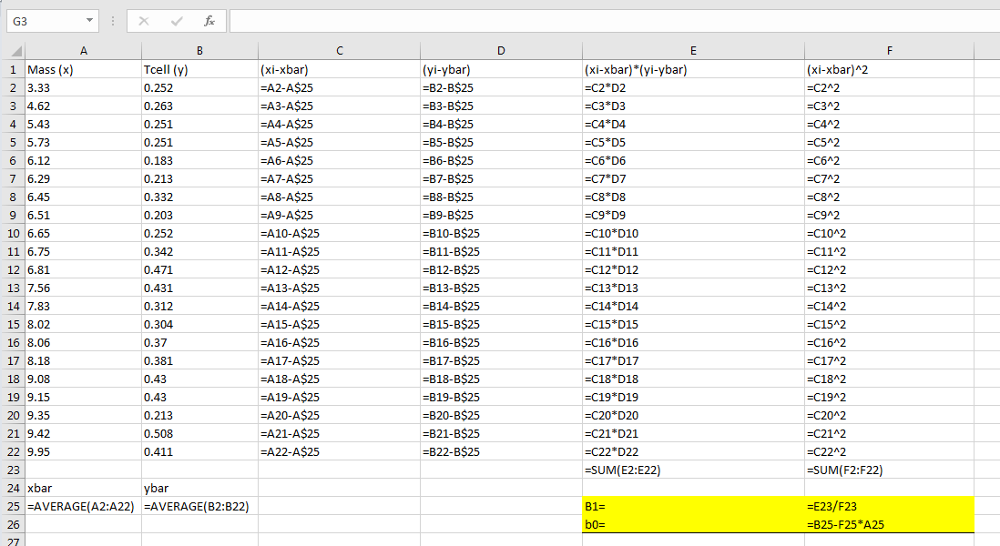 G3 fx
A B C D E F
1 Mass (x) Tcell (y) (xi-xbar) (yi-ybar) (xi-xbar)*(yi-ybar) (xi-xbar)^2
2 3.33 0.252 =A2-A$25 =B2-B$25 =C2*D2 =C2^2
3 4.62 0.263 =A3-A$25 =B3-B$25 =C3*D3 =C3^2
4 5.43 0.251 =A4-A$25 =B4-B$25 =C4*D4 =C4^2
5 5.73 0.251 =A5-A$25 =B5-B$25 =C5*D5 =C5^2
6 6.12 0.183 =A6-A$25 =B6-B$25 =C6*D6 =C6^2
7 6.29 0.213 =A7-A$25 =B7-B$25 =C7*D7 =C7^2
8 6.45 0.332 =A8-A$25 =B8-B$25 =C8*D8 =C8^2
9 6.51 0.203 =A9-A$25 =B9-B$25 =C9*D9 =C9^2
10 6.65 0.252 =A10-A$25 =B10-B$25 =C10*D10 =C10^2
11 6.75 0.342 =A11-A$25 =B11-B$25 =C11*D11 =C11^2
12 6.81 0.471 =A12-A$25 =B12-B$25 =C12*D12 =C12^2
13 7.56 0.431 =A13-A$25 =B13-B$25 =C13*D13 =C13^2
14 7.83 0.312 =A14-A$25 =B14-B$25 =C14*D14 =C14^2
15 8.02 0.304 =A15-A$25 =B15-B$25 =C15*D15 =C15^2
16 8.06 0.37 =A16-A$25 =B16-B$25 =C16*D16 =C16^2
17 8.18 0.381 =A17-A$25 =B17-B$25 =C17*D17 =C17^2
18 9.08 0.43 =A18-A$25 =B18-B$25 =C18*D18 =C18^2
19 9.15 0.43 =A19-A$25 =B19-B$25 =C19*D19 =C19^2
20 9.35 0.213 =A20-A$25 =B20-B$25 =C20*D20 =C20^2
21 9.42 0.508 =A21-A$25 =B21-B$25 =C21*D21 =C21^2
22 9.95 0.411 =A22-A$25 =B22-B$25 =C22*D22 =C22^2
23 =SUM(E2:E22) =SUM(F2:F22)
24 xbar ybar
25 =AVERAGE(A2:A22) =AVERAGE(B2:B22) B1= =E23/F23
26 b0= =B25-F25*A25
27